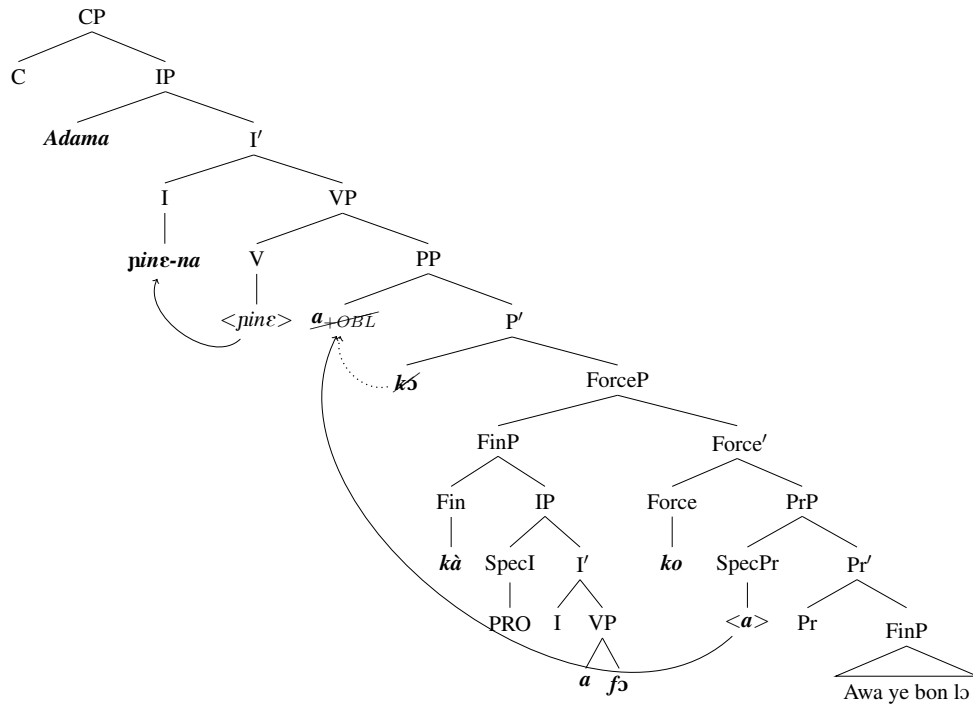 CP
C IP
Adama I′
I VP
ɲinɛ-na V PP
<ɲinɛ> a+OBL P′
kɔ ForceP
FinP Force′
Fin IP Force PrP
kà SpecI I′ ko SpecPr Pr′
PRO I VP <a> Pr FinP
a fɔ Awa ye bon lɔ